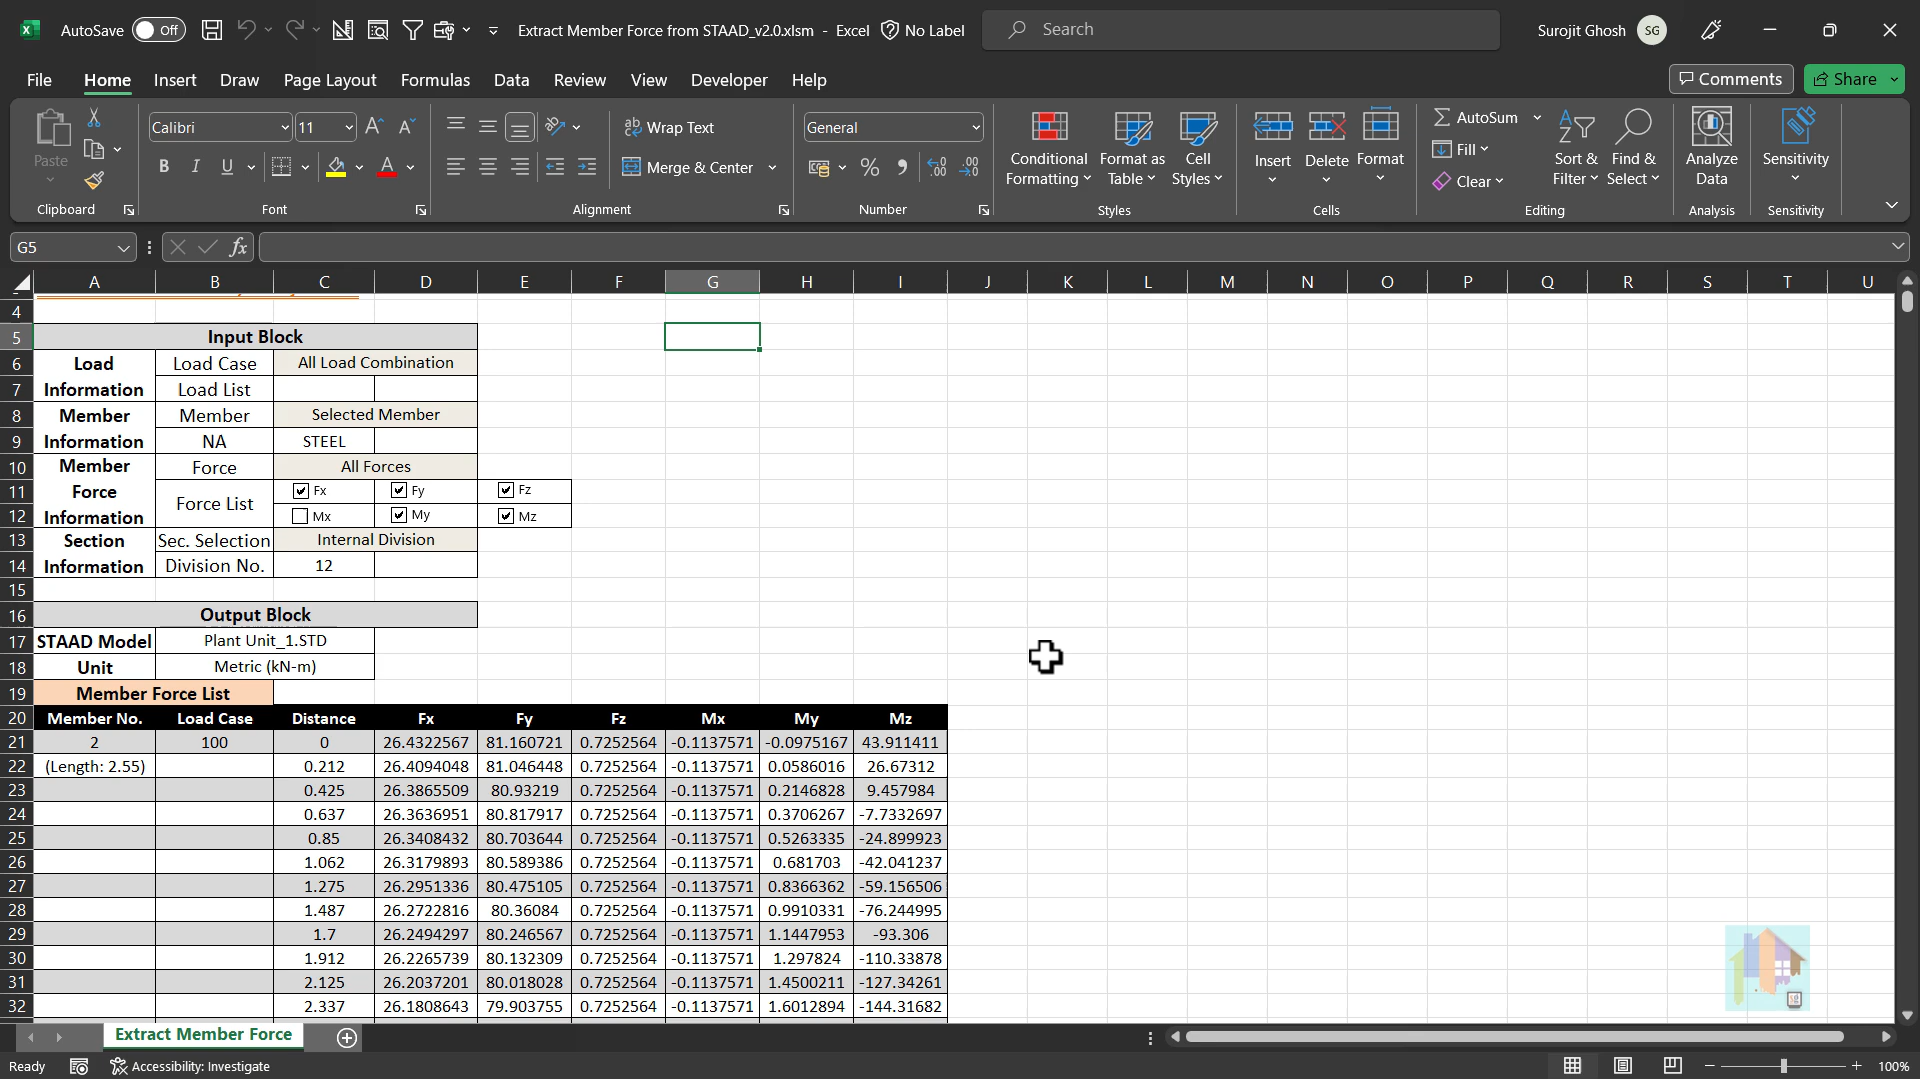 AutoSave Off Extract Member Force from STAAD_v2.0.xlsm - Excel No Label Search Surojit Ghosh SG
File Home Insert Draw Page Layout Formulas Data Review View Developer Help Comments Share
Paste Calibri 11 Wrap Text General Conditional Formatting Format as Table Cell Styles Insert Delete Format AutoSum Fill Clear Sort & Filter Find & Select Analyze Data Sensitivity
B I U Merge & Center
Clipboard Font Alignment Number Styles Cells Editing Analysis Sensitivity
G5 fx
A B C D E F G H I J K L M N O P Q R S T U
4
5 Input Block
6 Load Load Case All Load Combination
7 Information Load List
8 Member Member Selected Member
9 Information NA STEEL
10 Member Force All Forces
11 Force Force List Fx Fy Fz
12 Information Mx My Mz
13 Section Sec. Selection Internal Division
14 Information Division No. 12
15
16 Output Block
17 STAAD Model Plant Unit_1.STD
18 Unit Metric (kN-m)
19 Member Force List
20 Member No. Load Case Distance Fx Fy Fz Mx My Mz
21 2 100 0 26.4322567 81.160721 0.7252564 -0.1137571 -0.0975167 43.911411
22 (Length: 2.55) 0.212 26.4094048 81.046448 0.7252564 -0.1137571 0.0586016 26.67312
23 0.425 26.3865509 80.93219 0.7252564 -0.1137571 0.2146828 9.457984
24 0.637 26.3636951 80.817917 0.7252564 -0.1137571 0.3706267 -7.7332697
25 0.85 26.3408432 80.703644 0.7252564 -0.1137571 0.5263335 -24.899923
26 1.062 26.3179893 80.589386 0.7252564 -0.1137571 0.681703 -42.041237
27 1.275 26.2951336 80.475105 0.7252564 -0.1137571 0.8366362 -59.156506
28 1.487 26.2722816 80.36084 0.7252564 -0.1137571 0.9910331 -76.244995
29 1.7 26.2494297 80.246567 0.7252564 -0.1137571 1.1447953 -93.306
30 1.912 26.2265739 80.132309 0.7252564 -0.1137571 1.297824 -110.33878
31 2.125 26.2037201 80.018028 0.7252564 -0.1137571 1.4500211 -127.34261
32 2.337 26.1808643 79.903755 0.7252564 -0.1137571 1.6012894 -144.31682
Extract Member Force
Ready Accessibility: Investigate 100%